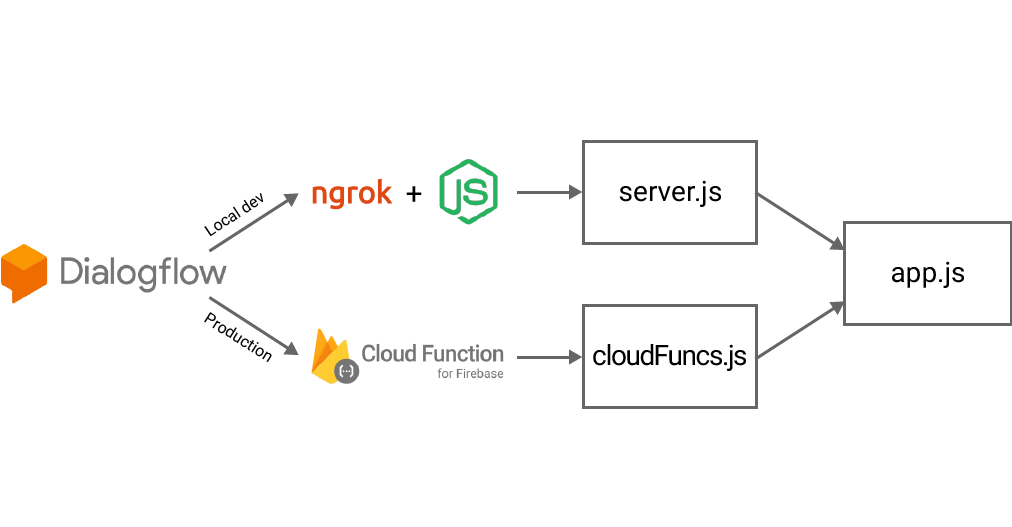 Local dev
ngrok + JS
server.js
Dialogflow
app.js
Production
Cloud Function
for Firebase
cloudFuncs.js